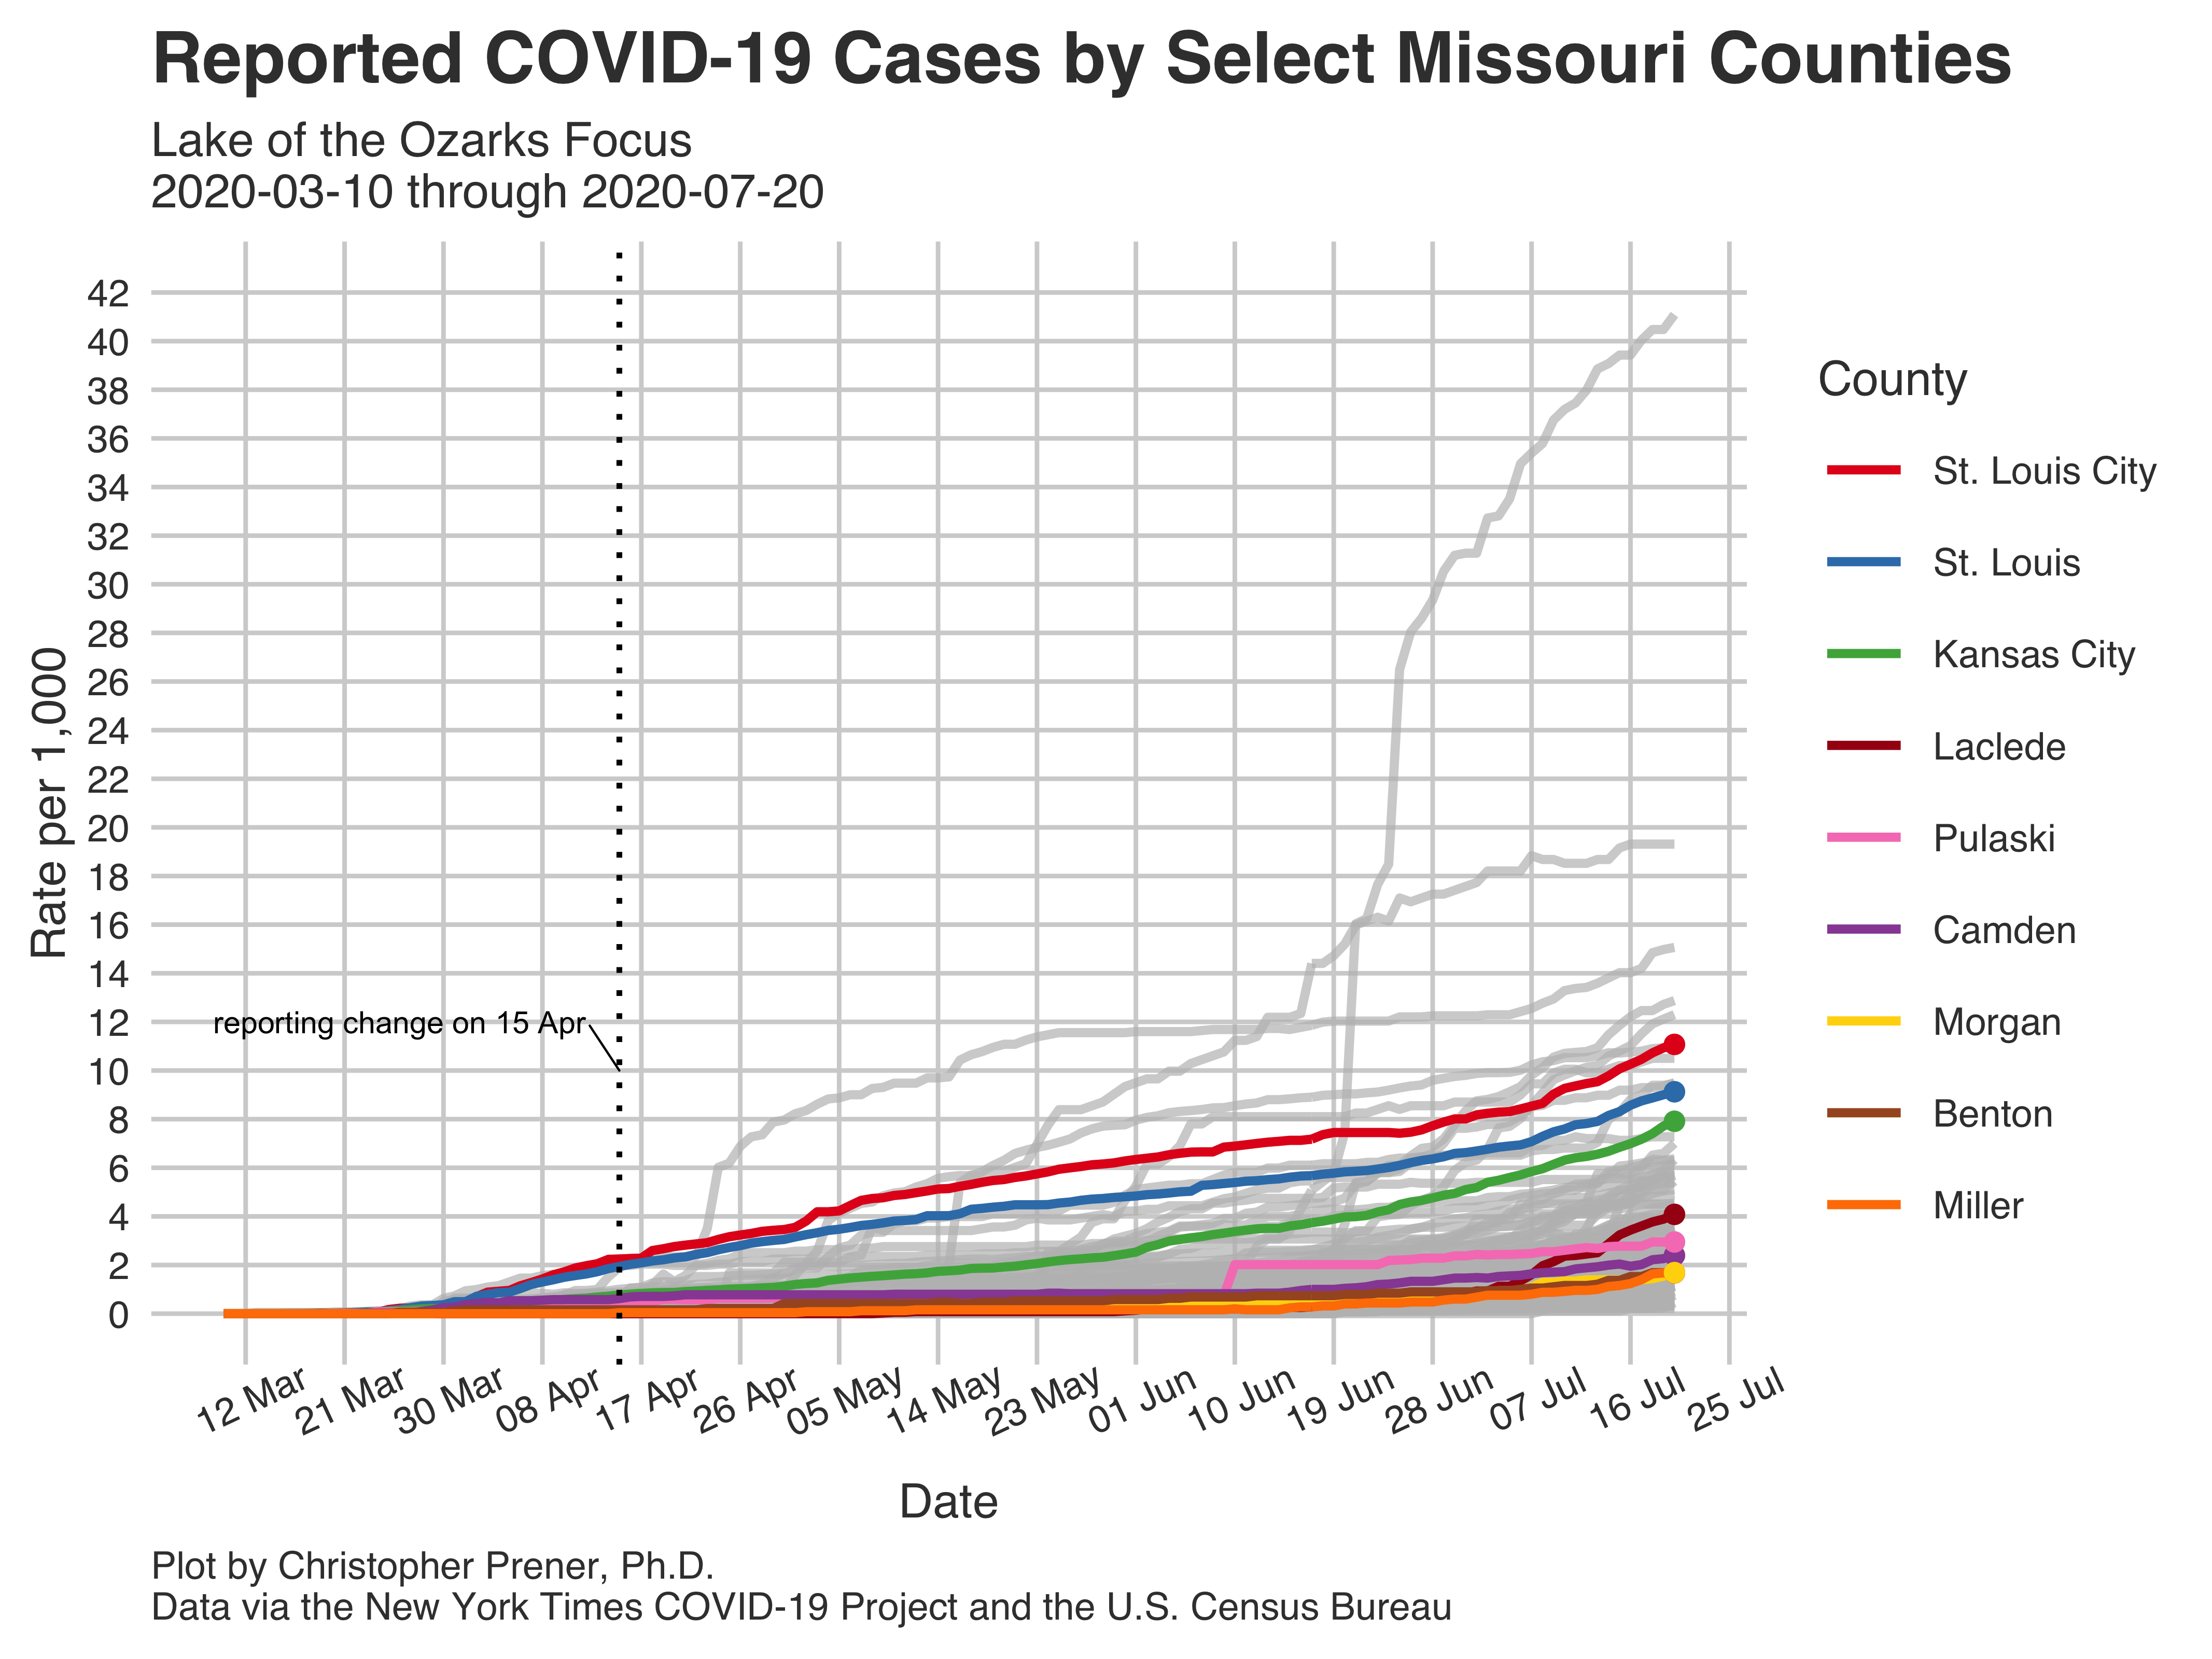 Reported COVID-19 Cases by Select Missouri Counties
Lake of the Ozarks Focus
2020-03-10 through 2020-07-20
42
40
38
36
34
32
30
28
26
24
22
20
18
16
14
12
10
8
6
4
2
0
Rate per 1,000
reporting change on 15 Apr
12 Mar
21 Mar
30 Mar
08 Apr
17 Apr
26 Apr
05 May
14 May
23 May
01 Jun
10 Jun
19 Jun
28 Jun
07 Jul
16 Jul
25 Jul
Date
County
St. Louis City
St. Louis
Kansas City
Laclede
Pulaski
Camden
Morgan
Benton
Miller
Plot by Christopher Prener, Ph.D.
Data via the New York Times COVID-19 Project and the U.S. Census Bureau